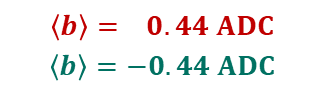 ⟨b⟩ = 0.44 ADC
⟨b⟩ = −0.44 ADC